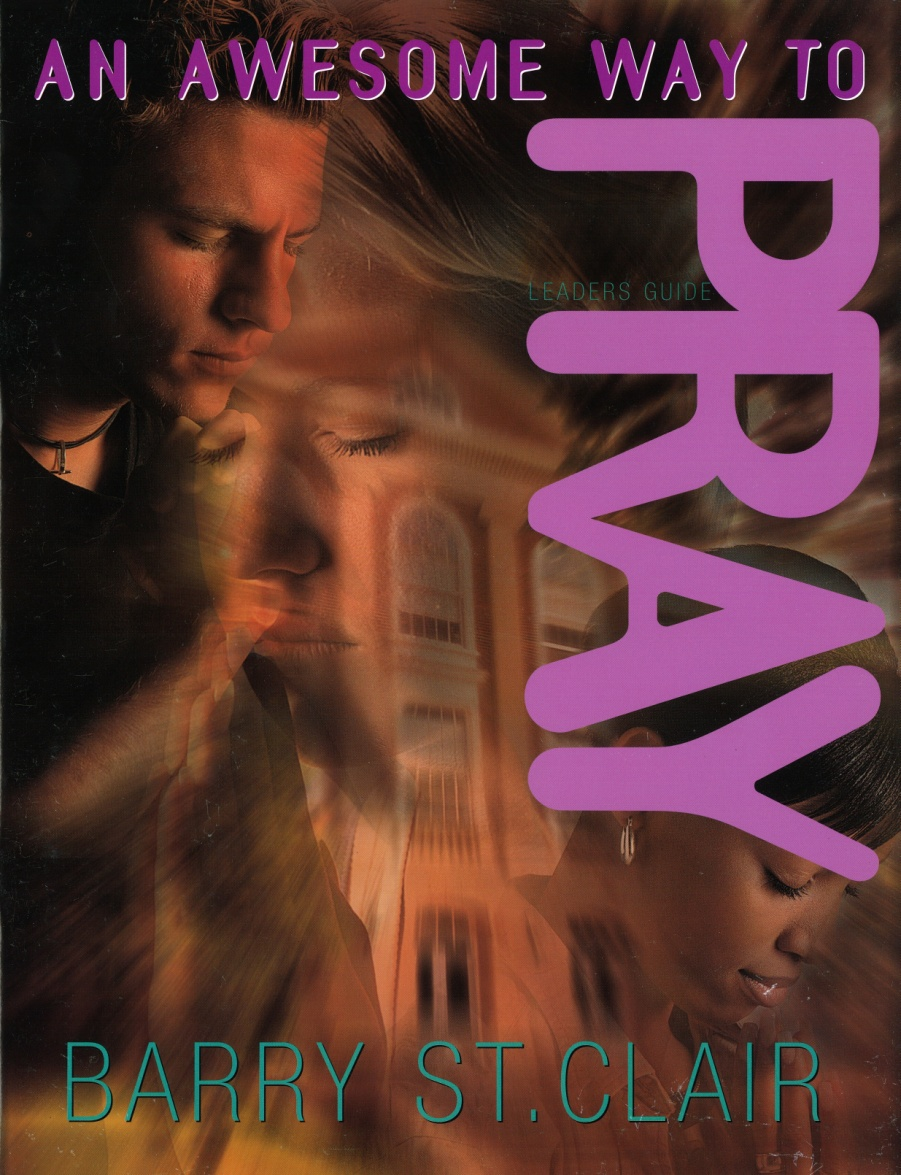 AN AWESOME WAY TO
PRAY
LEADERS GUIDE
BARRY ST.CLAIR